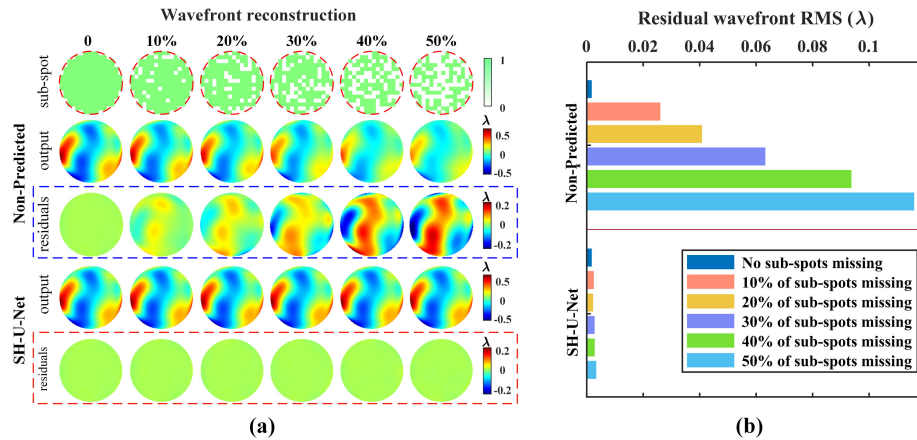 Wavefront reconstruction
0 10% 20% 30% 40% 50%
sub-spot
1
0
Non-Predicted
output
λ
0.5
-0.5
residuals
λ
0.2
-0.2
SH-U-Net
output
λ
0.5
-0.5
residuals
λ
0.2
-0.2
(a)
Residual wavefront RMS (λ)
0 0.02 0.04 0.06 0.08 0.1
Non-Predicted
SH-U-Net
No sub-spots missing
10% of sub-spots missing
20% of sub-spots missing
30% of sub-spots missing
40% of sub-spots missing
50% of sub-spots missing
(b)